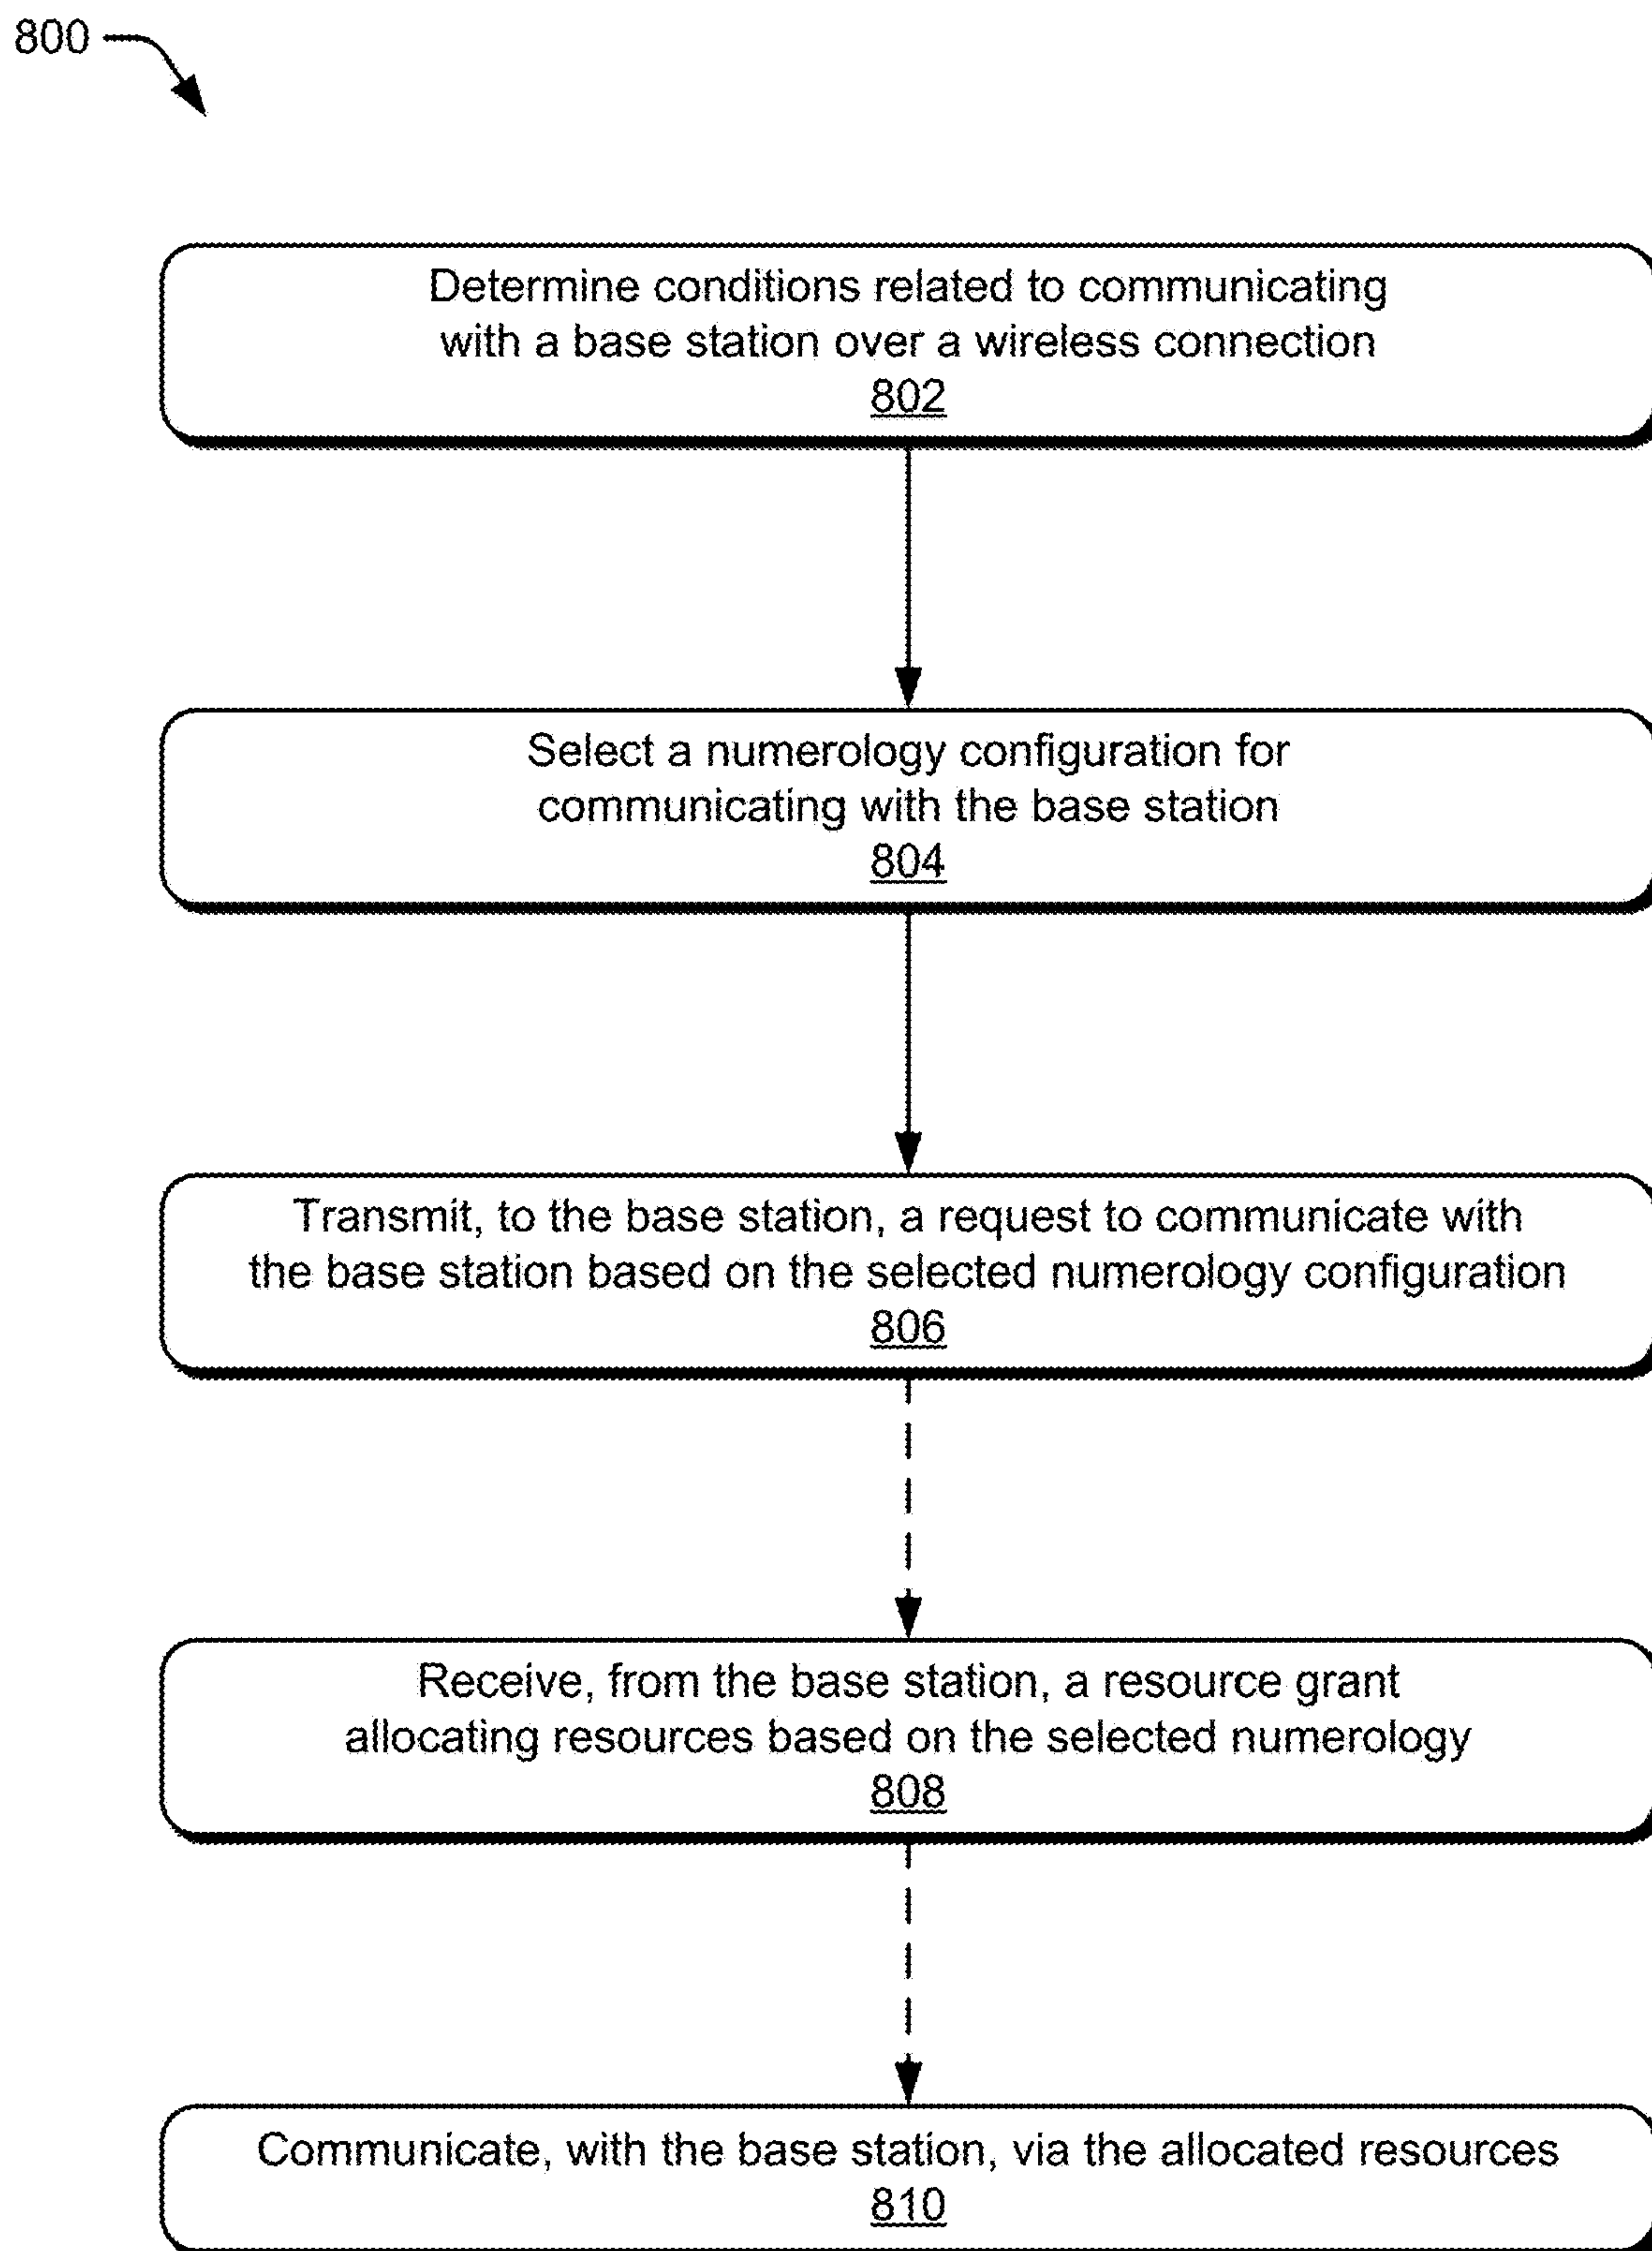 800
Determine conditions related to communicating
with a base station over a wireless connection
802
Select a numerology configuration for
communicating with the base station
804
Transmit, to the base station, a request to communicate with
the base station based on the selected numerology configuration
806
Receive, from the base station, a resource grant
allocating resources based on the selected numerology
808
Communicate, with the base station, via the allocated resources
810